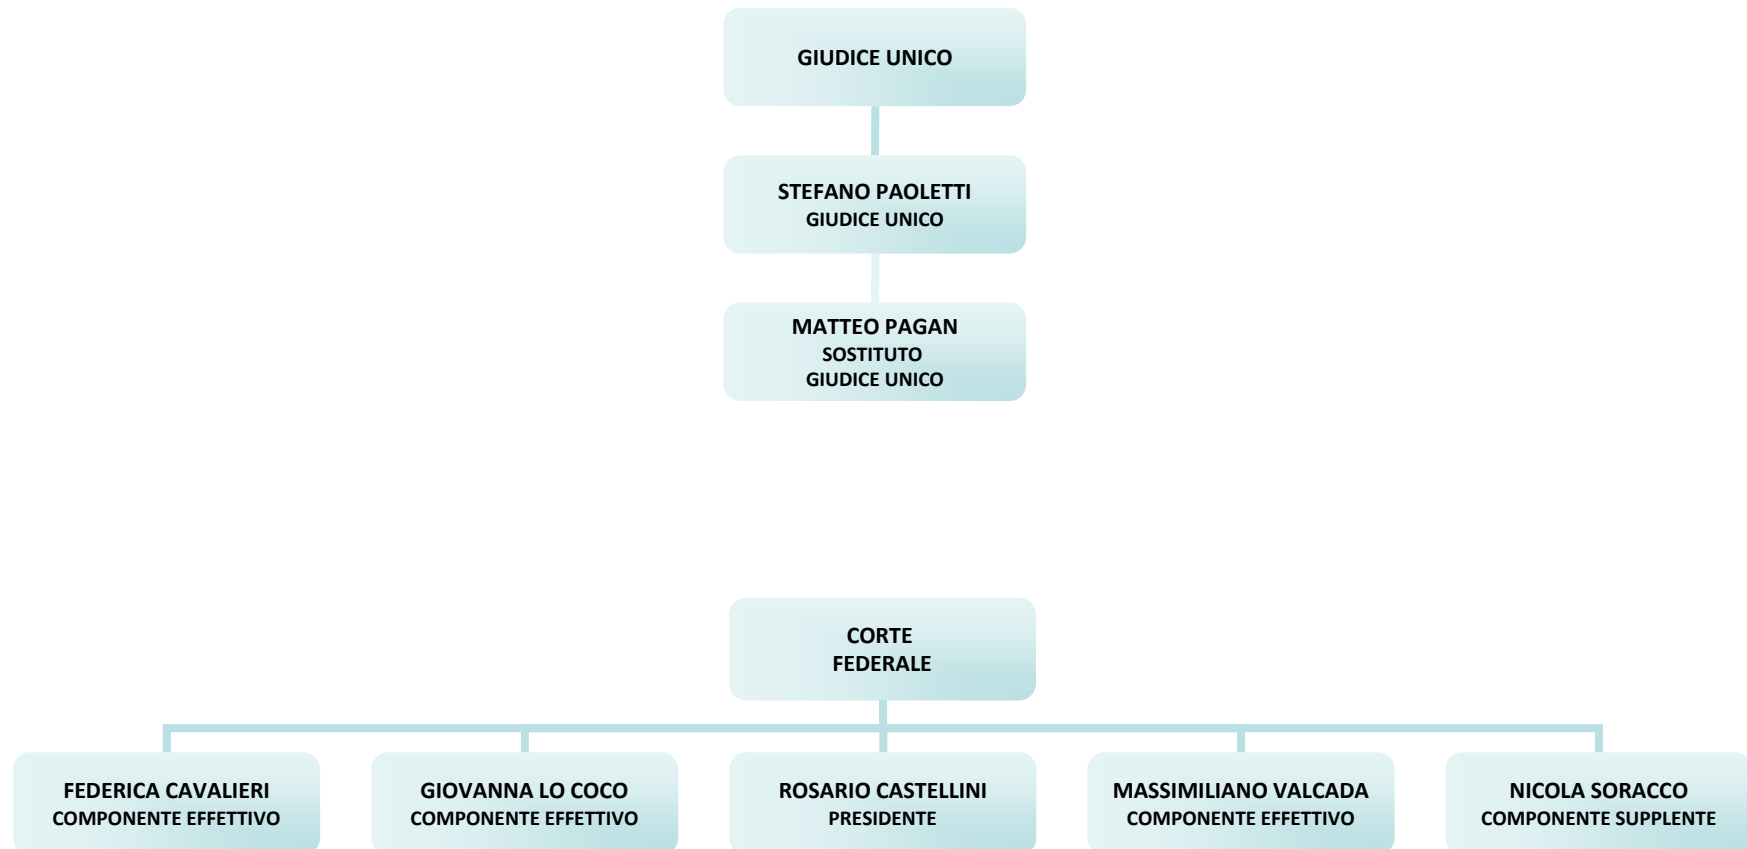 GIUDICE UNICO
STEFANO PAOLETTI
GIUDICE UNICO
MATTEO PAGAN
SOSTITUTO
GIUDICE UNICO
CORTE
FEDERALE
FEDERICA CAVALIERI
COMPONENTE EFFETTIVO
GIOVANNA LO COCO
COMPONENTE EFFETTIVO
ROSARIO CASTELLINI
PRESIDENTE
MASSIMILIANO VALCADA
COMPONENTE EFFETTIVO
NICOLA SORACCO
COMPONENTE SUPPLENTE